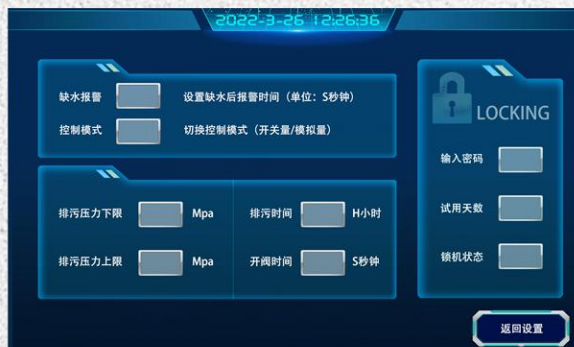 2022-3-26 12:26:36
缺水报警 设置缺水后报警时间（单位：S秒钟）
控制模式 切换控制模式（开关量/模拟量）
排污压力下限 Mpa 排污时间 H小时
排污压力上限 Mpa 开阀时间 S秒钟
LOCKING
输入密码
试用天数
锁机状态
返回设置